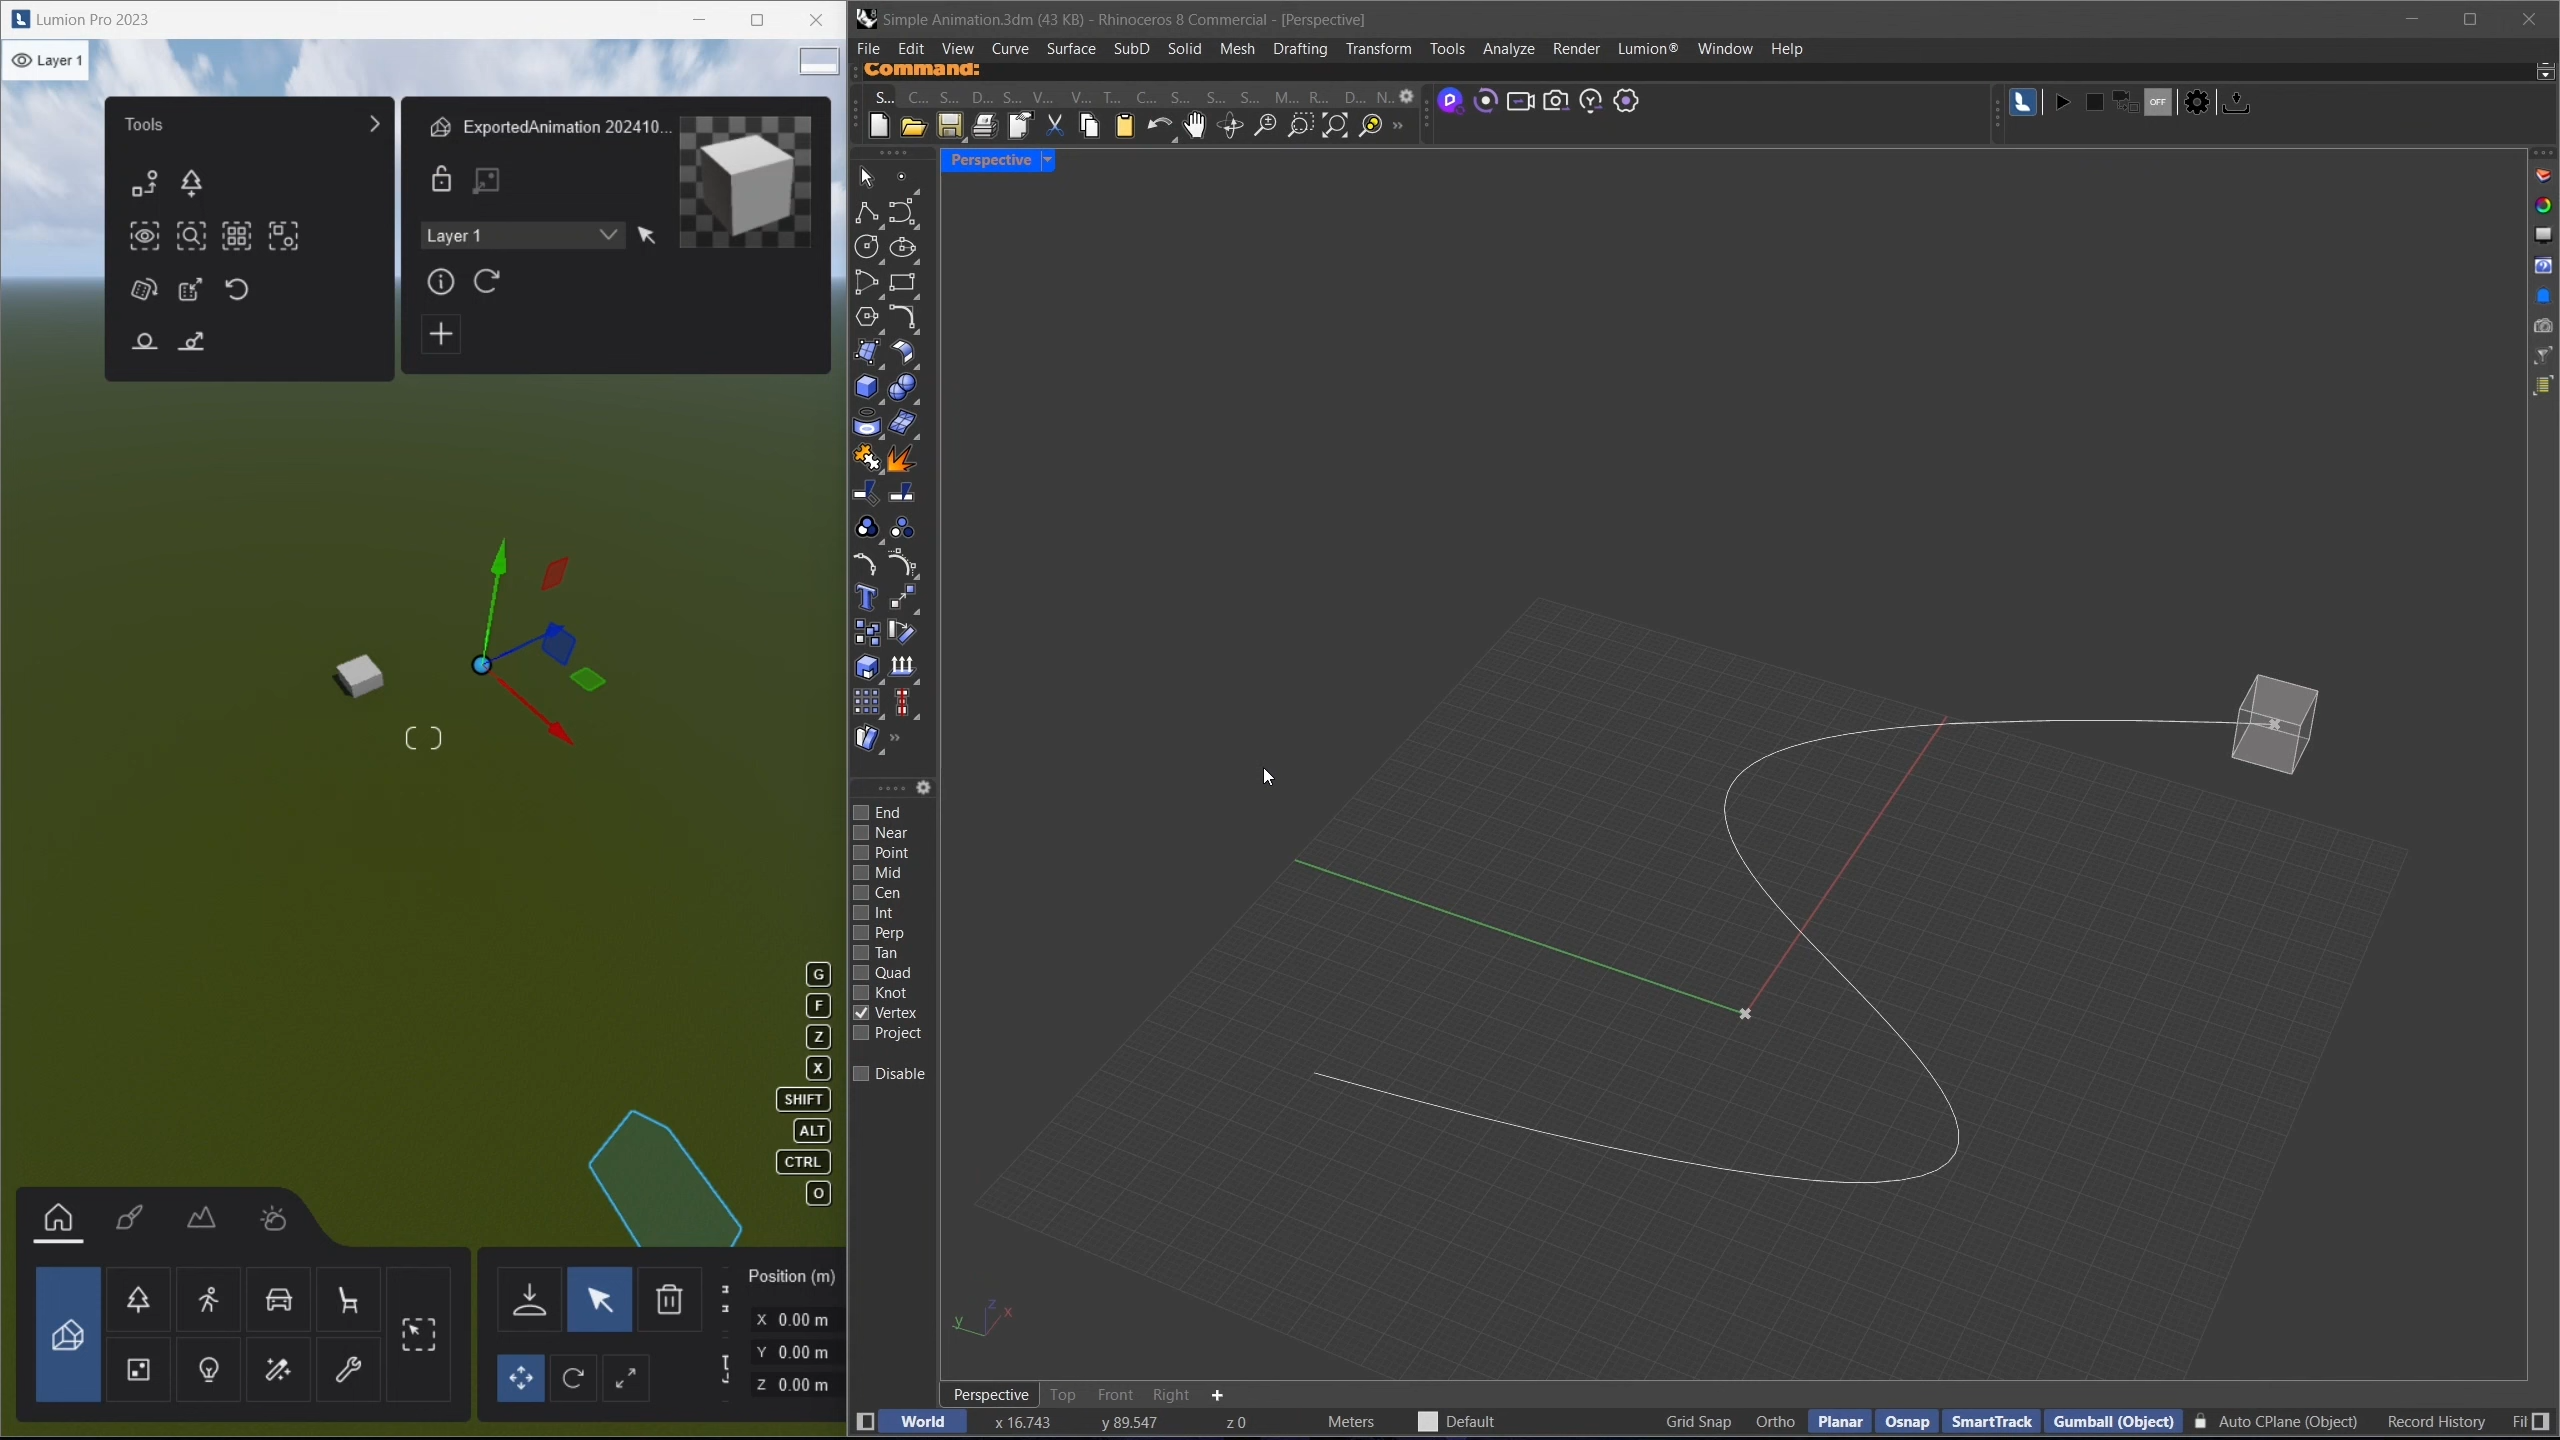 Lumion Pro 2023
Layer 1
Tools
ExportedAnimation 202410...
Layer 1
G
F
Z
X
SHIFT
ALT
CTRL
O
Position (m)
X 0.00 m
Y 0.00 m
Z 0.00 m
Simple Animation.3dm (43 KB) - Rhinoceros 8 Commercial - [Perspective]
File Edit View Curve Surface SubD Solid Mesh Drafting Transform Tools Analyze Render Lumion® Window Help
Command:
S... C... S... D... S... V... V... T... C... S... S... S... M... R... D... N..
OFF
Perspective
End
Near
Point
Mid
Cen
Int
Perp
Tan
Quad
Knot
Vertex
Project
Disable
z x
y
Perspective Top Front Right +
World x 16.743 y 89.547 z 0 Meters Default Grid Snap Ortho Planar Osnap SmartTrack Gumball (Object) Auto CPlane (Object) Record History Fil